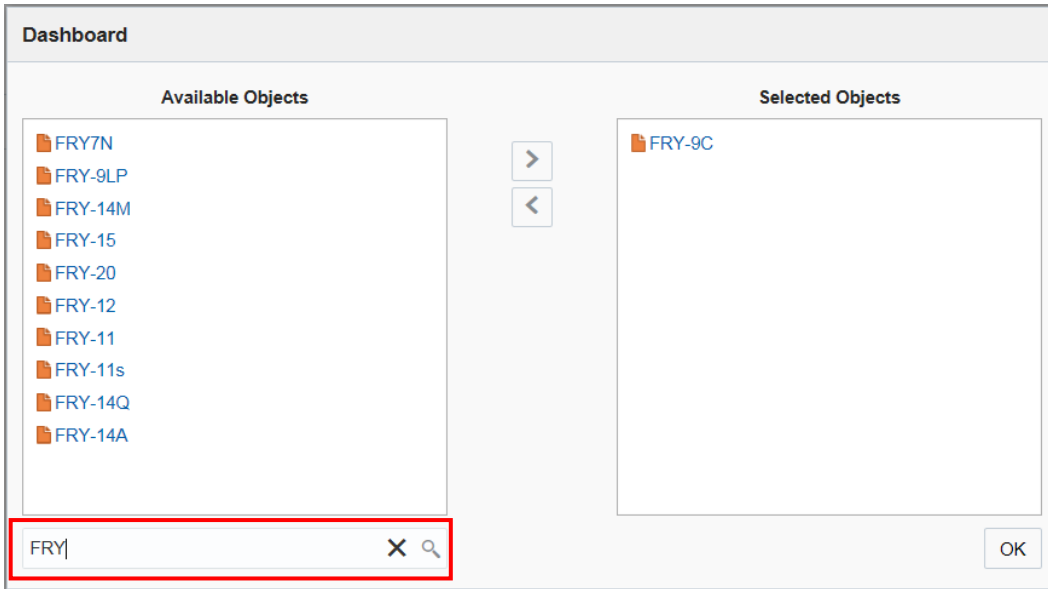 Dashboard
Available Objects
FRY7N
FRY-9LP
FRY-14M
FRY-15
FRY-20
FRY-12
FRY-11
FRY-11s
FRY-14Q
FRY-14A
FRY
Selected Objects
FRY-9C
OK